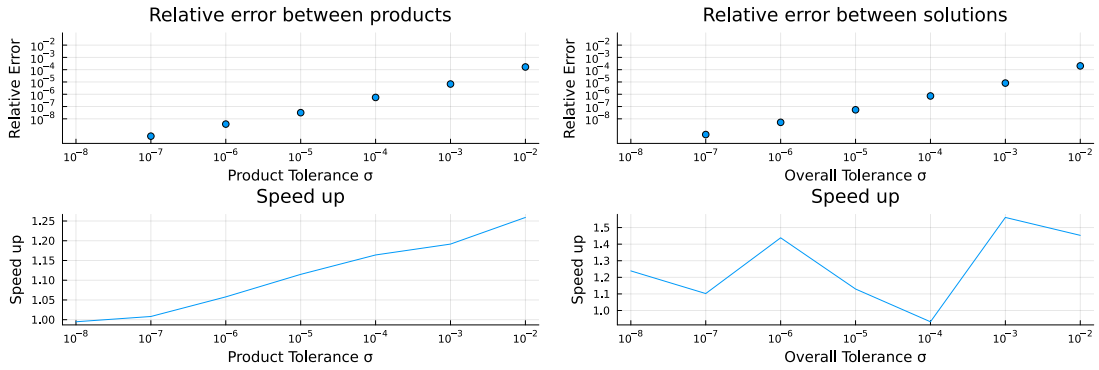 Relative error between products
Relative Error
10⁻²
10⁻³
10⁻⁴
10⁻⁵
10⁻⁶
10⁻⁷
10⁻⁸
10⁻⁸ 10⁻⁷ 10⁻⁶ 10⁻⁵ 10⁻⁴ 10⁻³ 10⁻²
Product Tolerance σ
Relative error between solutions
Relative Error
10⁻²
10⁻³
10⁻⁴
10⁻⁵
10⁻⁶
10⁻⁷
10⁻⁸
10⁻⁸ 10⁻⁷ 10⁻⁶ 10⁻⁵ 10⁻⁴ 10⁻³ 10⁻²
Overall Tolerance σ
Speed up
Speed up
1.25
1.20
1.15
1.10
1.05
1.00
10⁻⁸ 10⁻⁷ 10⁻⁶ 10⁻⁵ 10⁻⁴ 10⁻³ 10⁻²
Product Tolerance σ
Speed up
Speed up
1.5
1.4
1.3
1.2
1.1
1.0
10⁻⁸ 10⁻⁷ 10⁻⁶ 10⁻⁵ 10⁻⁴ 10⁻³ 10⁻²
Overall Tolerance σ